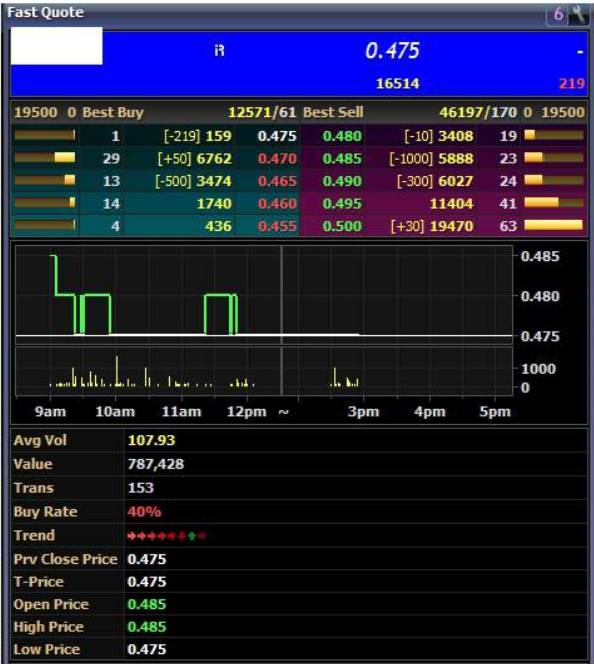 Fast Quote 6
0.475 -
16514 219
19500 0 Best Buy 12571/61 Best Sell 46197/170 0 19500
1 [-219] 159 0.475 0.480 [-10] 3408 19
29 [+50] 6762 0.470 0.485 [-1000] 5888 23
13 [-500] 3474 0.465 0.490 [-300] 6027 24
14 1740 0.460 0.495 11404 41
4 436 0.455 0.500 [+30] 19470 63
0.485
0.480
0.475
1000
0
9am 10am 11am 12pm ~ 3pm 4pm 5pm
Avg Vol 107.93
Value 787,428
Trans 153
Buy Rate 40%
Trend
Prv Close Price 0.475
T-Price 0.475
Open Price 0.485
High Price 0.485
Low Price 0.475